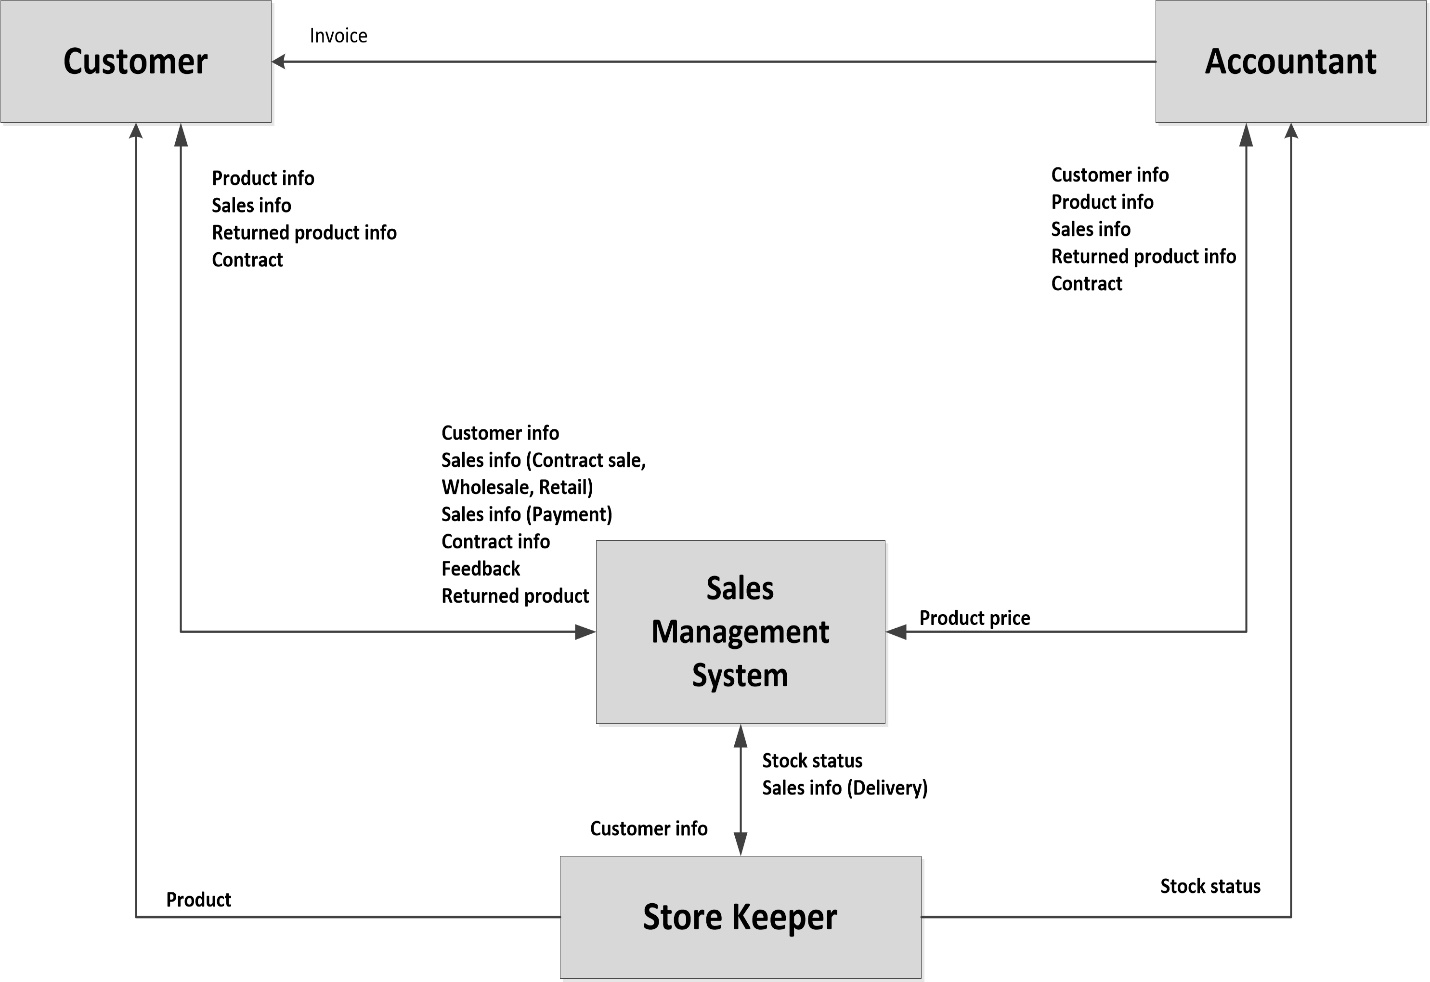 Customer
Invoice
Accountant
Product info
Sales info
Returned product info
Contract
Customer info
Product info
Sales info
Returned product info
Contract
Customer info
Sales info (Contract sale,
Wholesale, Retail)
Sales info (Payment)
Contract info
Feedback
Returned product
Sales
Management
System
Product price
Stock status
Sales info (Delivery)
Customer info
Product
Store Keeper
Stock status